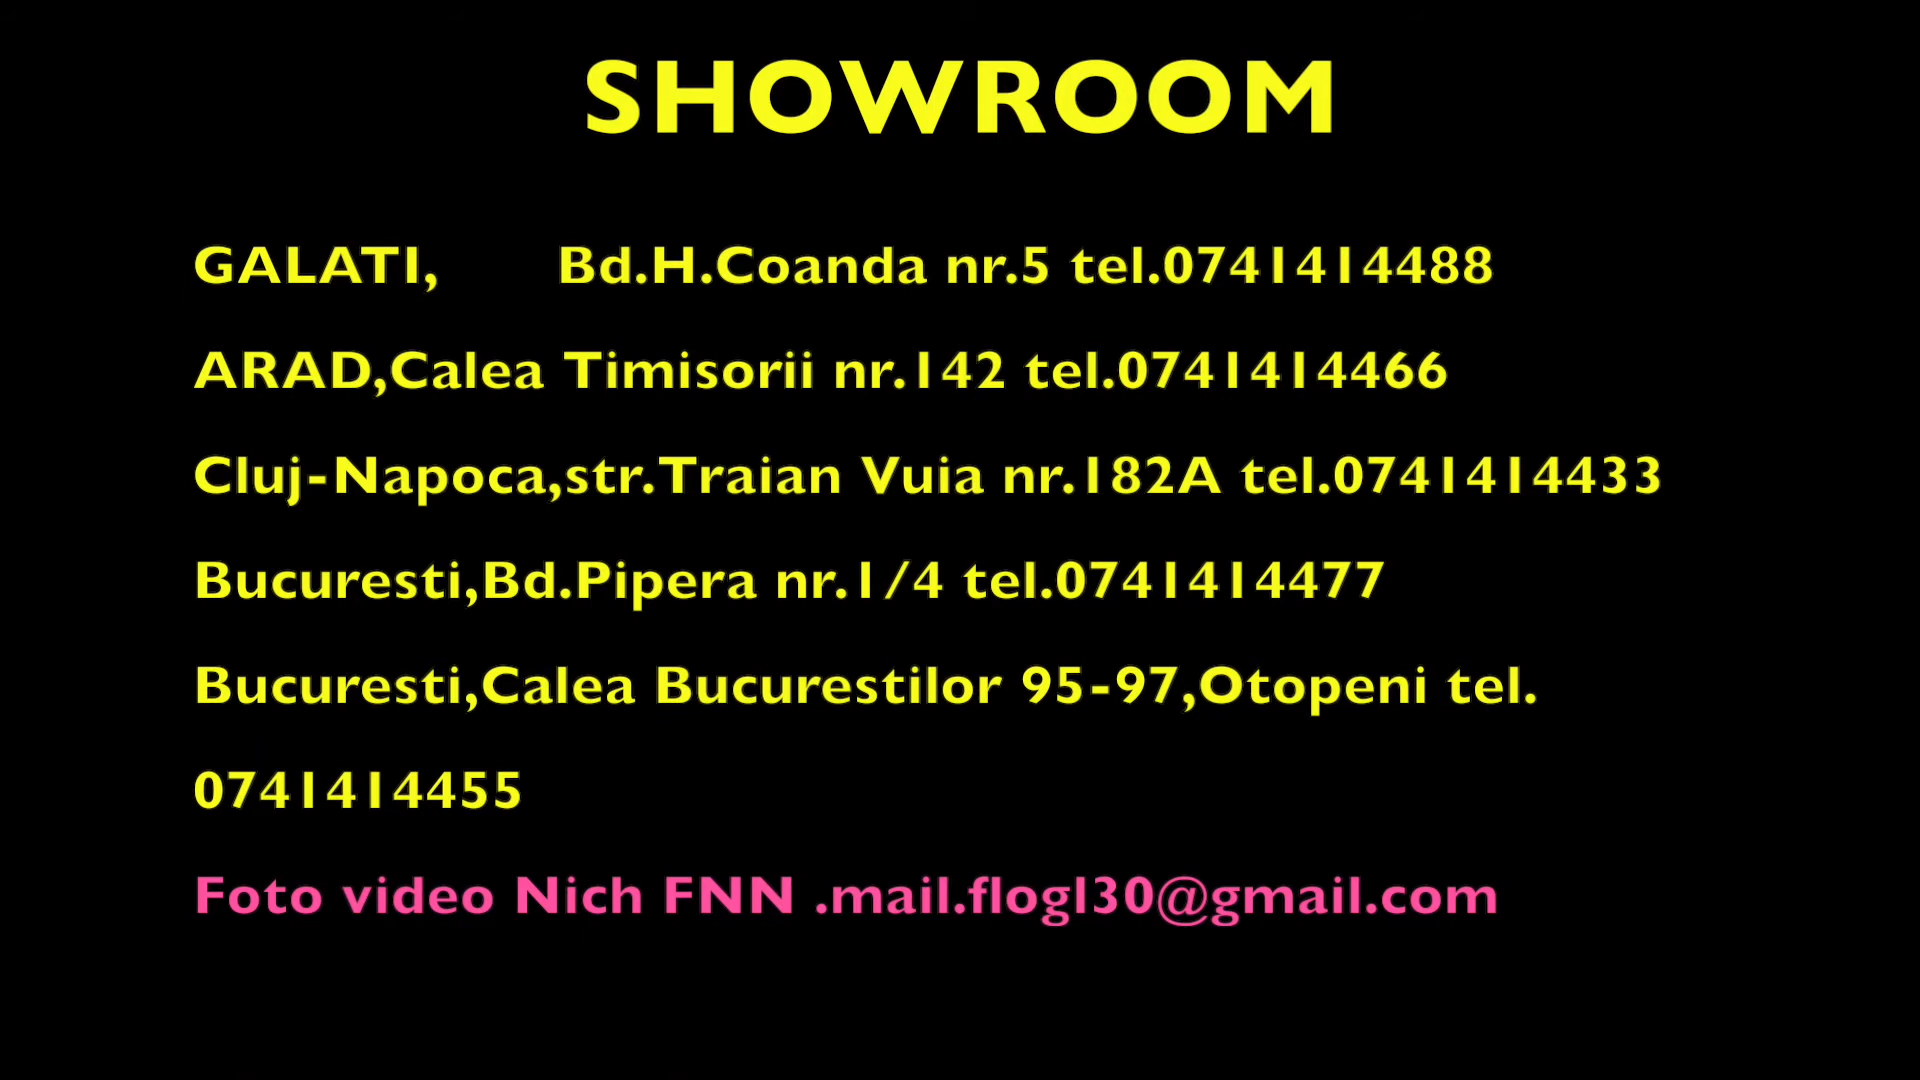 SHOWROOM
GALATI, Bd.H.Coanda nr.5 tel.0741414488
ARAD,Calea Timisorii nr.142 tel.0741414466
Cluj-Napoca,str.Traian Vuia nr.182A tel.0741414433
Bucuresti,Bd.Pipera nr.1/4 tel.0741414477
Bucuresti,Calea Bucurestilor 95-97,Otopeni tel.
0741414455
Foto video Nich FNN .mail.flogl30@gmail.com